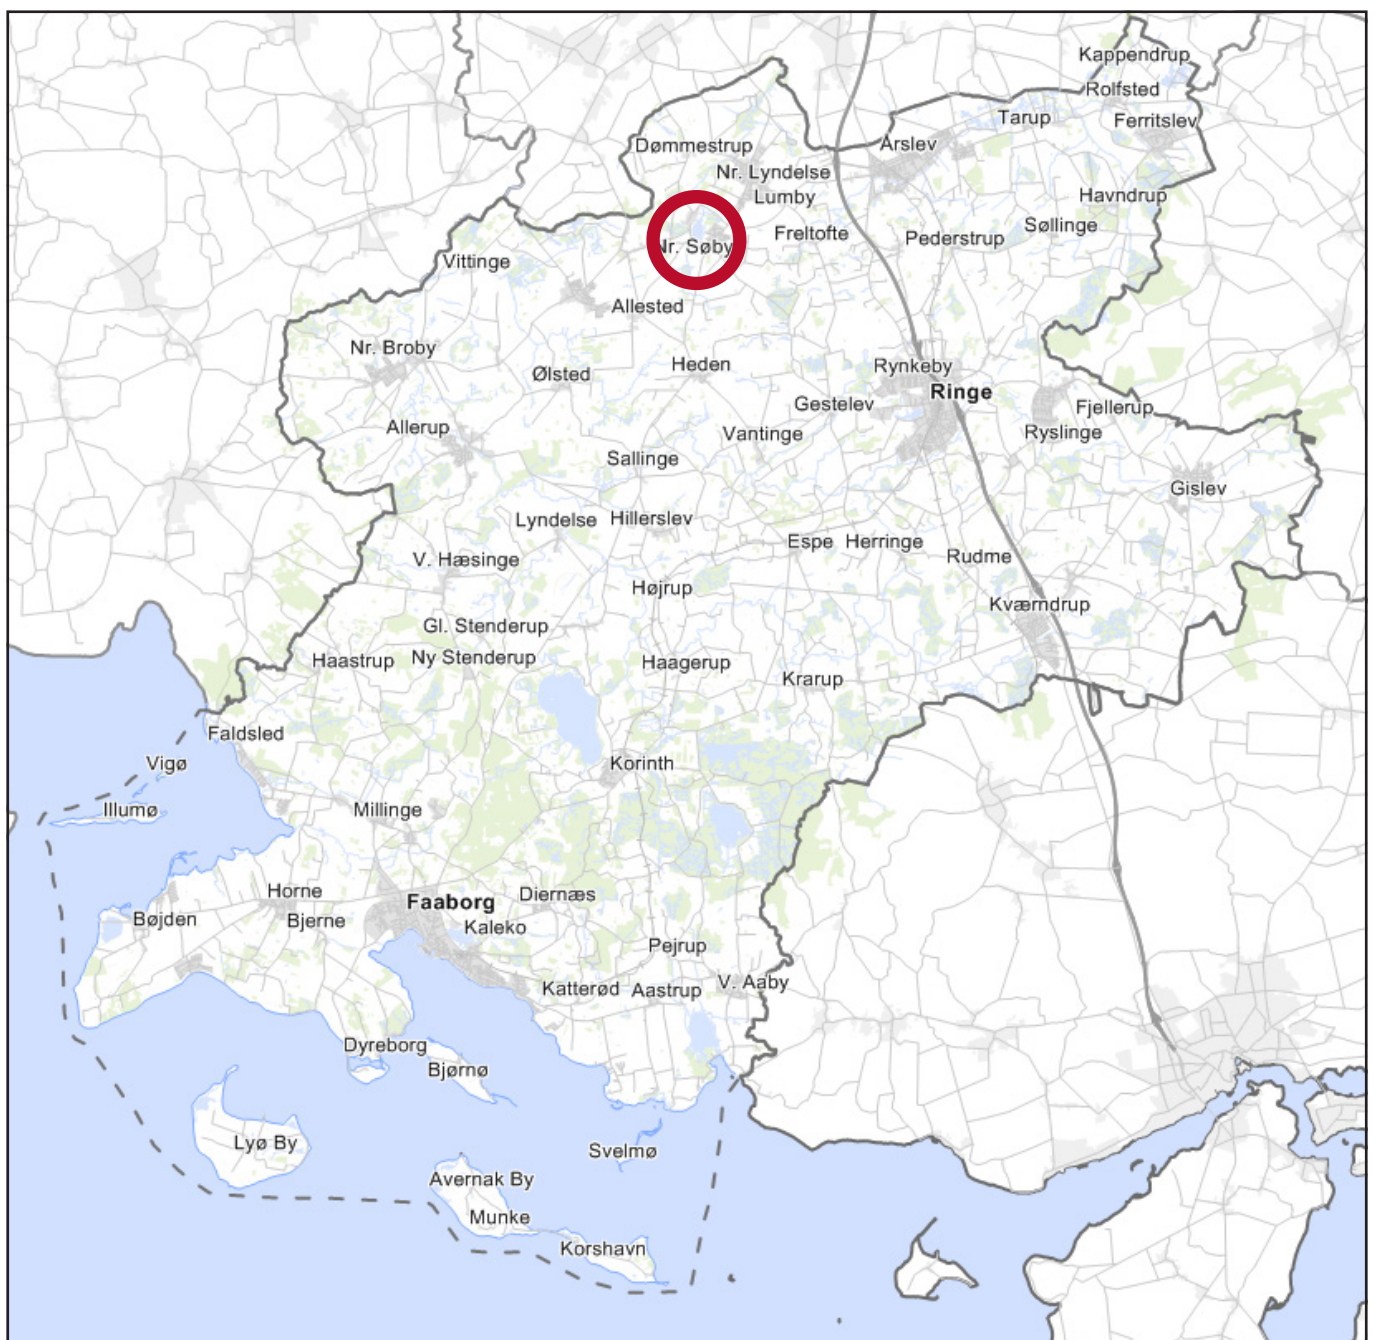 Kappendrup
Rolfsted
Tarup
Ferritslev
Dømmestrup
Årslev
Nr. Lyndelse
Lumby
Havndrup
Søllinge
Freltofte
Pederstrup
Nr. Søby
Vittinge
Allested
Nr. Broby
Heden
Rynkeby
Ølsted
Ringe
Gestelev
Fjellerup
Allerup
Vantinge
Ryslinge
Sallinge
Gislev
Lyndelse
Hillerslev
Espe
Herringe
V. Hæsinge
Rudme
Højrup
Kværndrup
Gl. Stenderup
Haastrup
Ny Stenderup
Haagerup
Krarup
Faldsled
Vigø
Korinth
Illumø
Millinge
Horne
Diernæs
Faaborg
Bøjden
Bjerne
Kaleko
Pejrup
V. Aaby
Katterød
Aastrup
Dyreborg
Bjørnø
Lyø By
Svelmø
Avernak By
Munke
Korshavn